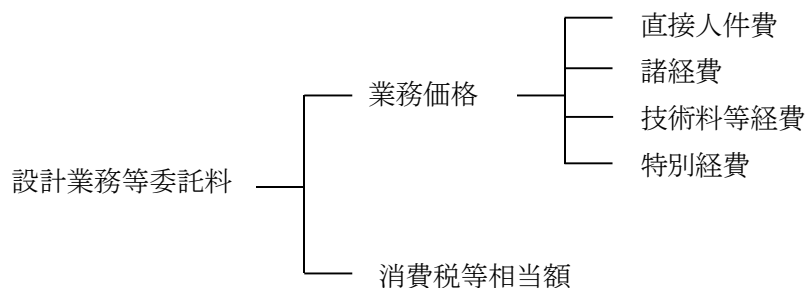 直接人件費
諸経費
業務価格
技術料等経費
特別経費
設計業務等委託料
消費税等相当額